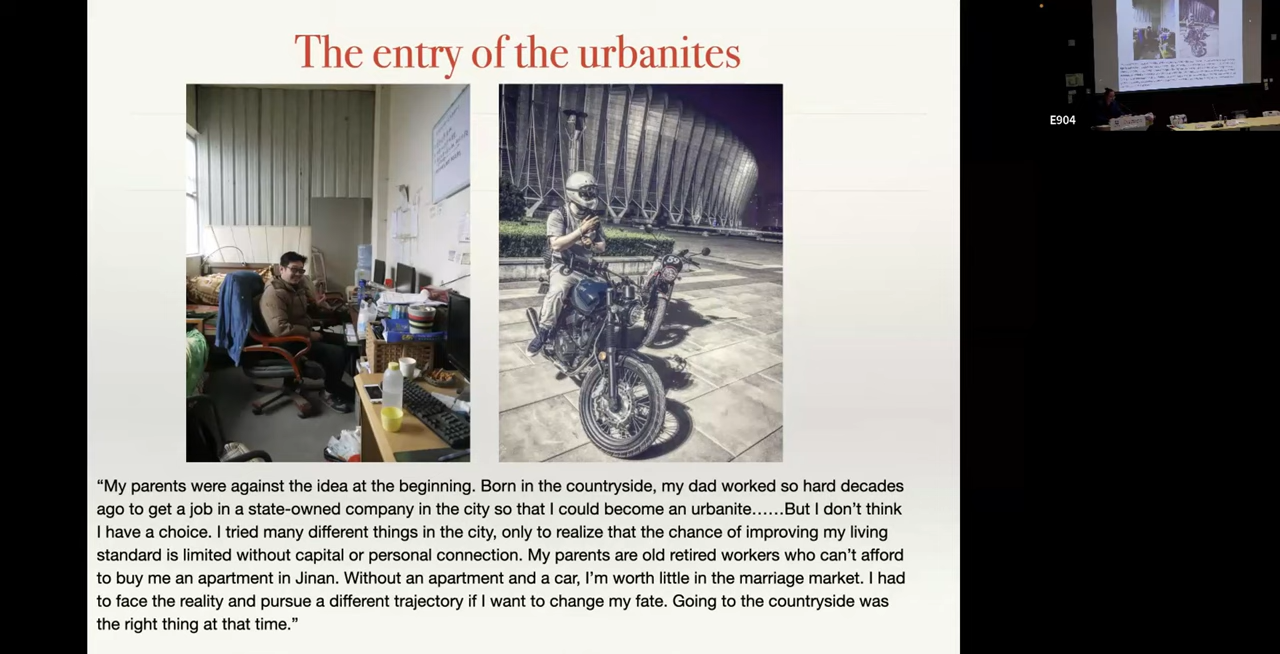 The entry of the urbanites
E904
“My parents were against the idea at the beginning. Born in the countryside, my dad worked so hard decades
ago to get a job in a state-owned company in the city so that I could become an urbanite……But I don’t think
I have a choice. I tried many different things in the city, only to realize that the chance of improving my living
standard is limited without capital or personal connection. My parents are old retired workers who can’t afford
to buy me an apartment in Jinan. Without an apartment and a car, I’m worth little in the marriage market. I had
to face the reality and pursue a different trajectory if I want to change my fate. Going to the countryside was
the right thing at that time.”